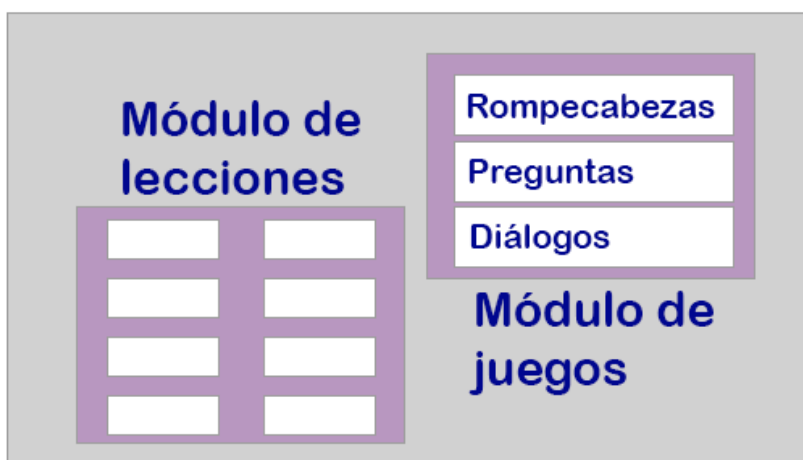 Módulo de
lecciones
Rompecabezas
Preguntas
Diálogos
Módulo de
juegos